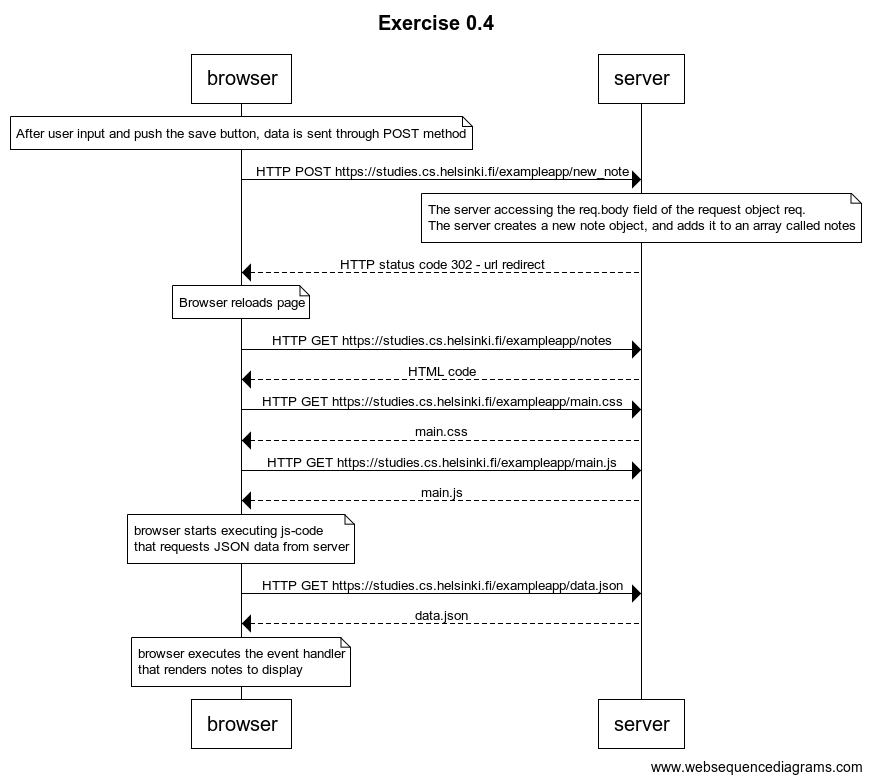 Exercise 0.4
browser
server
After user input and push the save button, data is sent through POST method
HTTP POST https://studies.cs.helsinki.fi/exampleapp/new_note
The server accessing the req.body field of the request object req.
The server creates a new note object, and adds it to an array called notes
HTTP status code 302 - url redirect
Browser reloads page
HTTP GET https://studies.cs.helsinki.fi/exampleapp/notes
HTML code
HTTP GET https://studies.cs.helsinki.fi/exampleapp/main.css
main.css
HTTP GET https://studies.cs.helsinki.fi/exampleapp/main.js
main.js
browser starts executing js-code
that requests JSON data from server
HTTP GET https://studies.cs.helsinki.fi/exampleapp/data.json
data.json
browser executes the event handler
that renders notes to display
browser
server
www.websequencediagrams.com